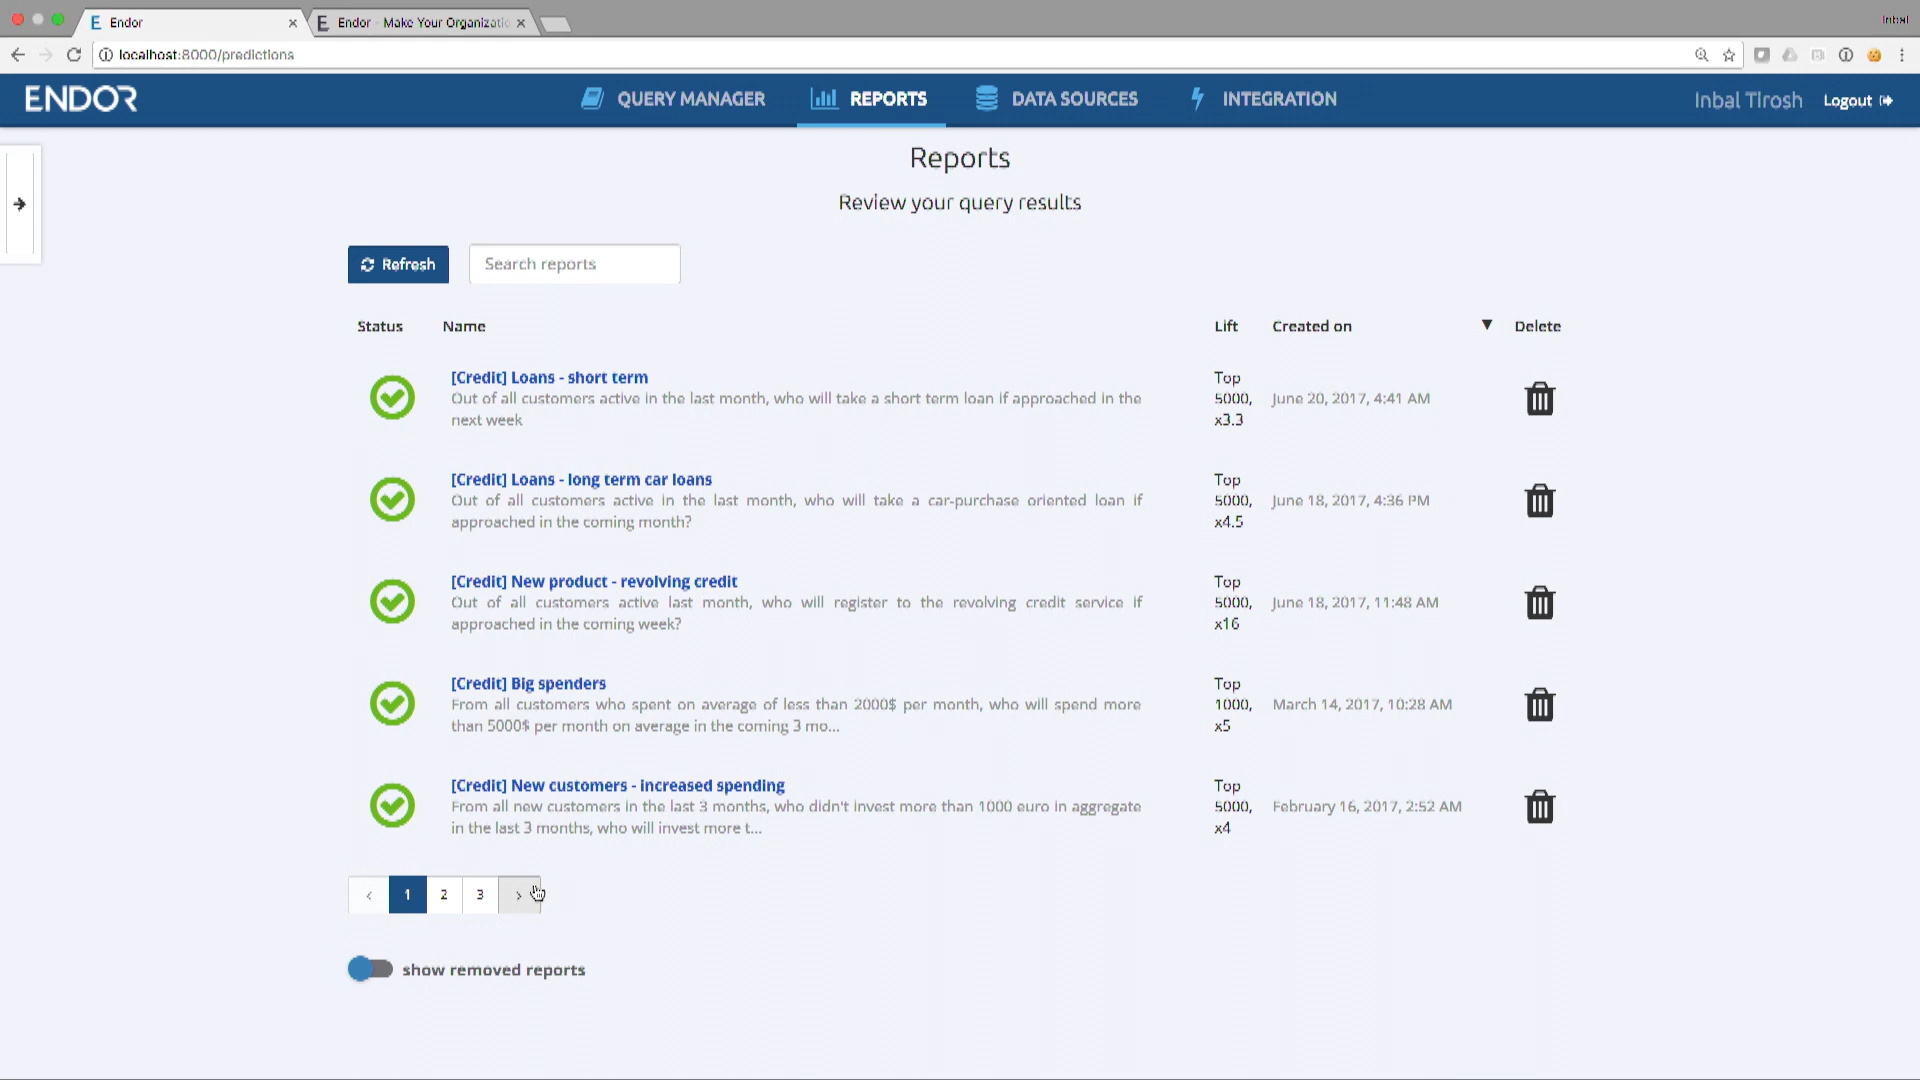 Endor
Endor - Make Your Organizatio
Inbal
localhost:8000/predictions
ENDOR
QUERY MANAGER
REPORTS
DATA SOURCES
INTEGRATION
Inbal Tirosh
Logout
Reports
Review your query results
Refresh
Search reports
Status
Name
Lift
Created on
Delete
[Credit] Loans - short term
Out of all customers active in the last month, who will take a short term loan if approached in the
next week
Top
5000,
x3.3
June 20, 2017, 4:41 AM
[Credit] Loans - long term car loans
Out of all customers active in the last month, who will take a car-purchase oriented loan if
approached in the coming month?
Top
5000,
x4.5
June 18, 2017, 4:36 PM
[Credit] New product - revolving credit
Out of all customers active last month, who will register to the revolving credit service if
approached in the coming week?
Top
5000,
x16
June 18, 2017, 11:48 AM
[Credit] Big spenders
From all customers who spent on average of less than 2000$ per month, who will spend more
than 5000$ per month on average in the coming 3 mo...
Top
1000,
x5
March 14, 2017, 10:28 AM
[Credit] New customers - increased spending
From all new customers in the last 3 months, who didn't invest more than 1000 euro in aggregate
in the last 3 months, who will invest more t...
Top
5000,
x4
February 16, 2017, 2:52 AM
‹ 1 2 3 ›
show removed reports